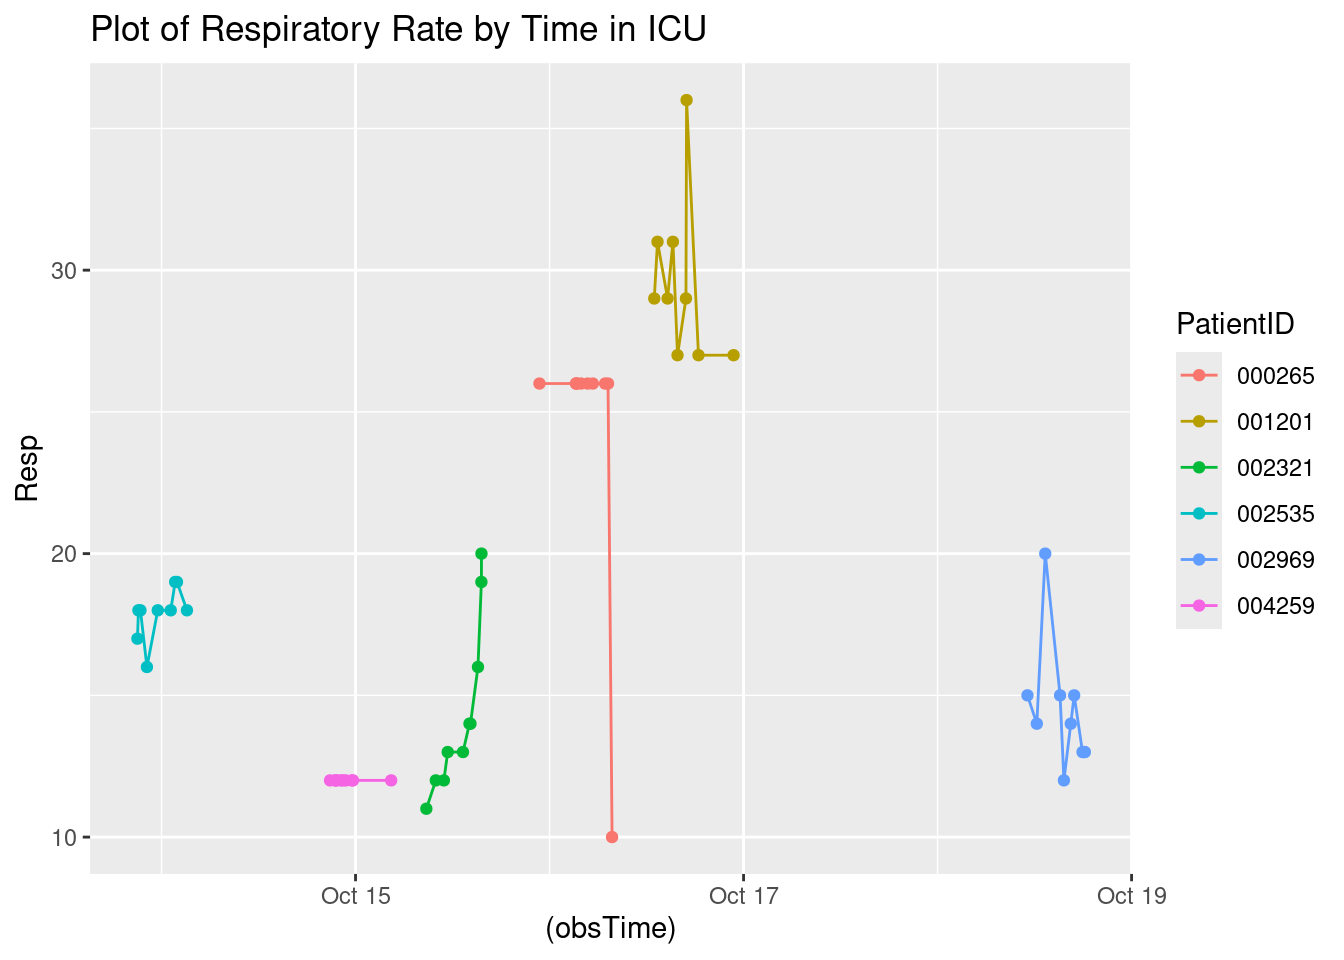 Plot of Respiratory Rate by Time in ICU
30
20
10
Resp
Oct 15
Oct 17
Oct 19
(obsTime)
PatientID
000265
001201
002321
002535
002969
004259